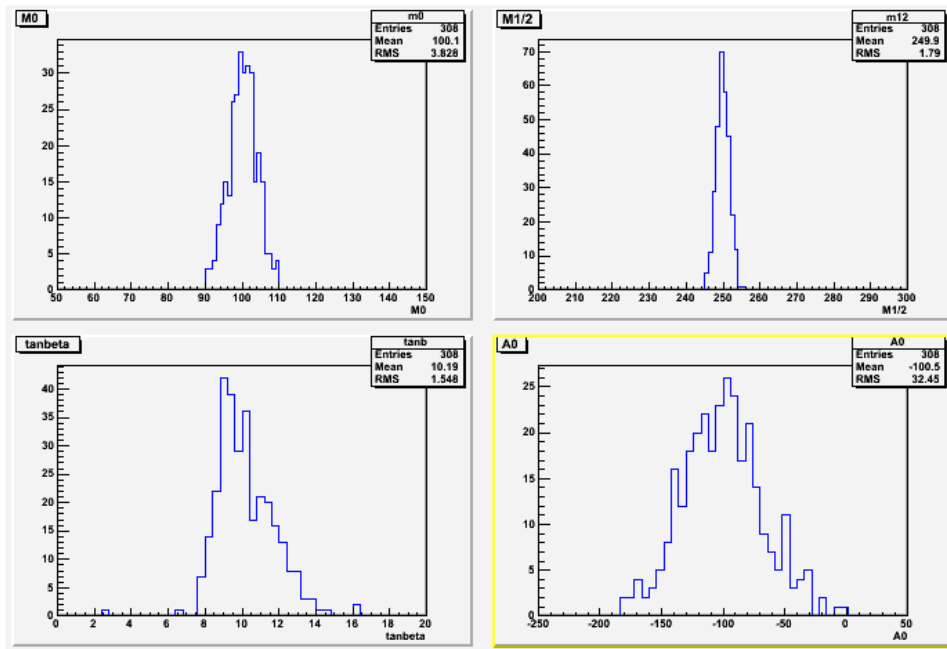 M0
m0
Entries 308
Mean 100.1
RMS 3.828
30
25
20
15
10
5
0
50 60 70 80 90 100 110 120 130 140 150
M0
M1/2
m12
Entries 308
Mean 249.9
RMS 1.79
70
60
50
40
30
20
10
0
200 210 220 230 240 250 260 270 280 290 300
M1/2
tanbeta
tanb
Entries 308
Mean 10.19
RMS 1.548
40
35
30
25
20
15
10
5
0
0 2 4 6 8 10 12 14 16 18 20
tanbeta
A0
A0
Entries 308
Mean -100.5
RMS 32.45
25
20
15
10
5
0
-250 -200 -150 -100 -50 0 50
A0